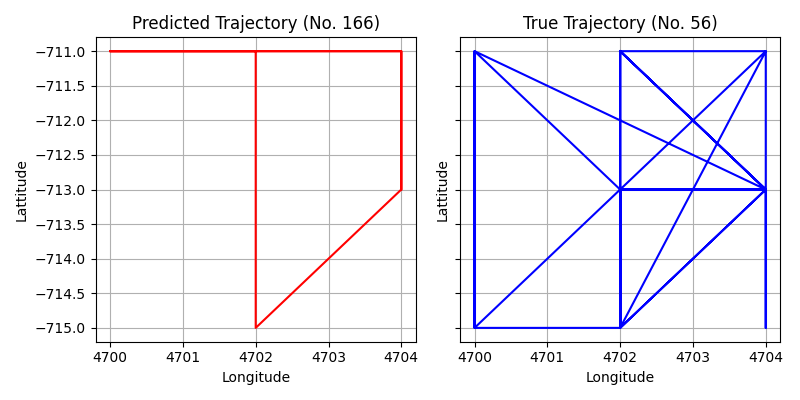 Predicted Trajectory (No. 166)
−711.0
−711.5
−712.0
−712.5
−713.0
−713.5
−714.0
−714.5
−715.0
Lattitude
4700 4701 4702 4703 4704
Longitude
True Trajectory (No. 56)
Lattitude
4700 4701 4702 4703 4704
Longitude